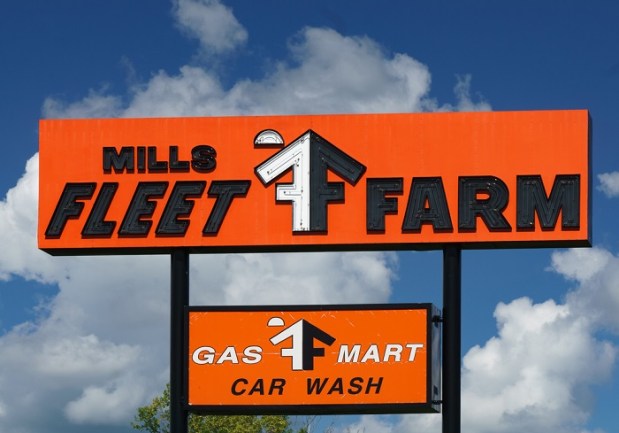 MILLS
FLEET FARM
GAS MART
CAR WASH